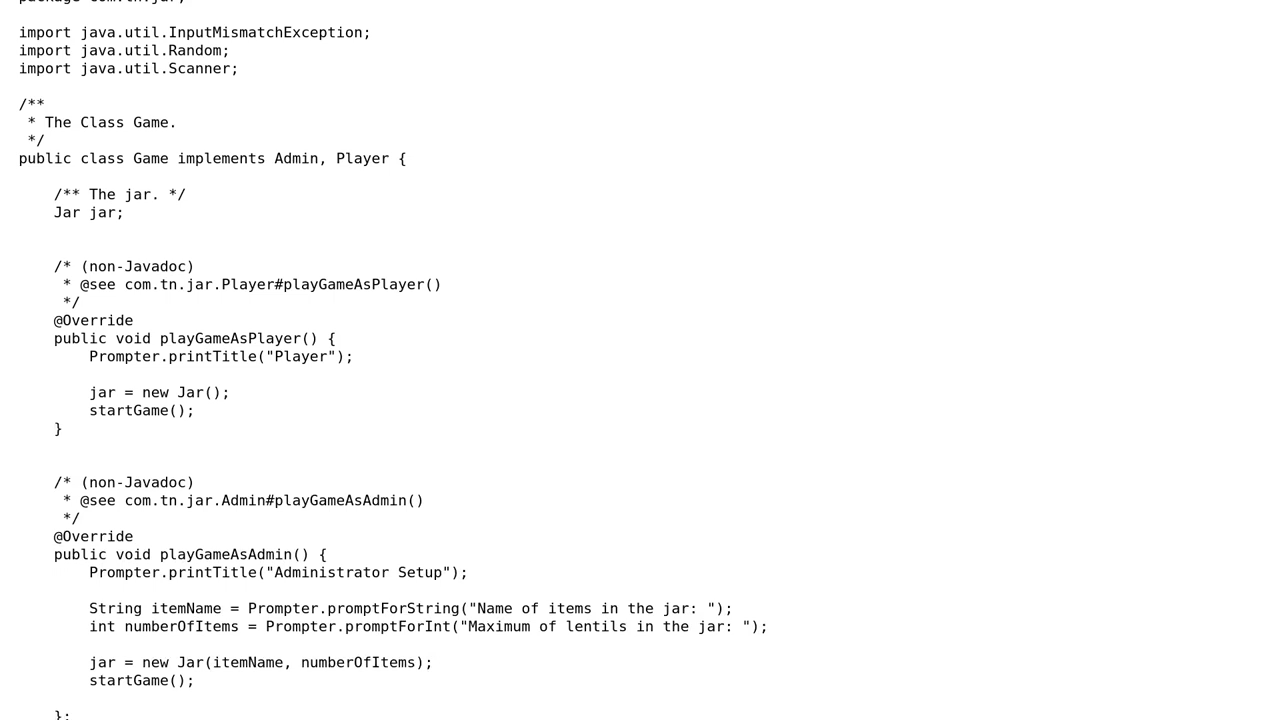 package com.tn.jar;
import java.util.InputMismatchException;
import java.util.Random;
import java.util.Scanner;
/**
 * The Class Game.
 */
public class Game implements Admin, Player {
    /** The jar. */
    Jar jar;
    /* (non-Javadoc)
     * @see com.tn.jar.Player#playGameAsPlayer()
     */
    @Override
    public void playGameAsPlayer() {
        Prompter.printTitle("Player");
        jar = new Jar();
        startGame();
    }
    /* (non-Javadoc)
     * @see com.tn.jar.Admin#playGameAsAdmin()
     */
    @Override
    public void playGameAsAdmin() {
        Prompter.printTitle("Administrator Setup");
        String itemName = Prompter.promptForString("Name of items in the jar: ");
        int numberOfItems = Prompter.promptForInt("Maximum of lentils in the jar: ");
        jar = new Jar(itemName, numberOfItems);
        startGame();
    };